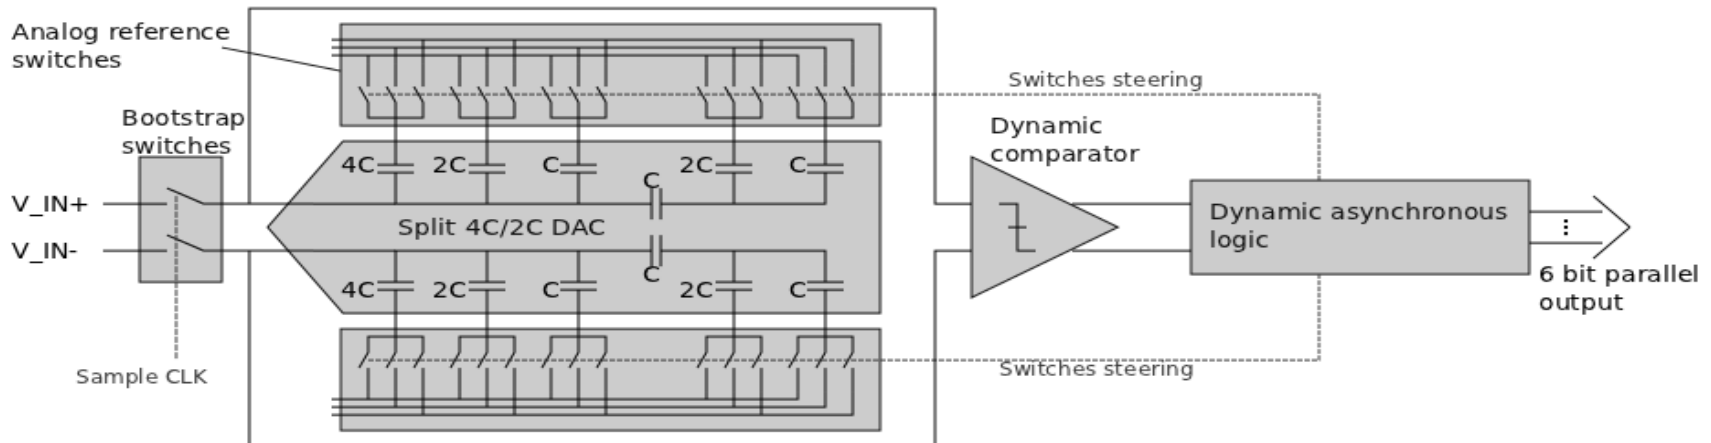 Analog reference
switches
Switches steering
Bootstrap
switches
Dynamic
comparator
4C
2C
C
C
2C
C
V_IN+
Split 4C/2C DAC
Dynamic asynchronous
logic
V_IN-
4C
2C
C
C
2C
C
6 bit parallel
output
Sample CLK
Switches steering